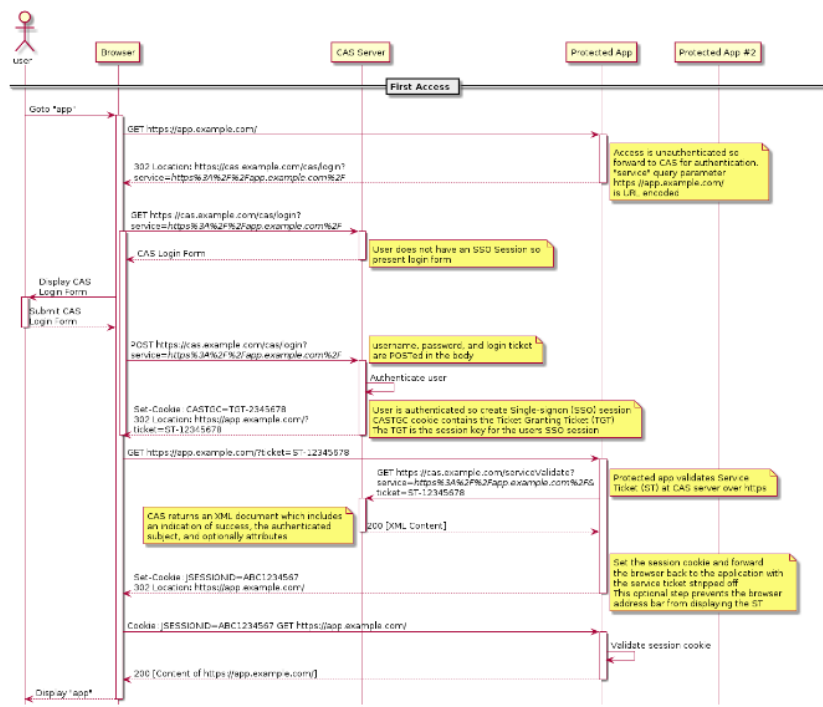 user
Browser
CAS Server
Protected App
Protected App #2
First Access
Goto "app"
GET https://app.example.com/
302 Location: https://cas.example.com/cas/login?
service=https%3A%2F%2Fapp.example.com%2F
Access is unauthenticated so
forward to CAS for authentication.
"service" query parameter
https://app.example.com/
is URL encoded
GET https://cas.example.com/cas/login?
service=https%3A%2F%2Fapp.example.com%2F
CAS Login Form
User does not have an SSO Session so
present login form
Display CAS
Login Form
Submit CAS
Login Form
POST https://cas.example.com/cas/login?
service=https%3A%2F%2Fapp.example.com%2F
username, password, and login ticket
are POSTed in the body
Authenticate user
Set-Cookie: CASTGC=TGT-2345678
302 Location: https://app.example.com/?
ticket=ST-12345678
User is authenticated so create Single-signon (SSO) session
CASTGC cookie contains the Ticket Granting Ticket (TGT)
The TGT is the session key for the users SSO session
GET https://app.example.com/?ticket=ST-12345678
GET https://cas.example.com/serviceValidate?
service=https%3A%2F%2Fapp.example.com%2F&
ticket=ST-12345678
Protected app validates Service
Ticket (ST) at CAS server over https
CAS returns an XML document which includes
an indication of success, the authenticated
subject, and optionally attributes
200 [XML Content]
Set the session cookie and forward
the browser back to the application with
the service ticket stripped off
This optional step prevents the browser
address bar from displaying the ST
Set-Cookie: JSESSIONID=ABC1234567
302 Location: https://app.example.com/
Cookie: JSESSIONID=ABC1234567 GET https://app.example.com/
Validate session cookie
200 [Content of https://app.example.com/]
Display "app"